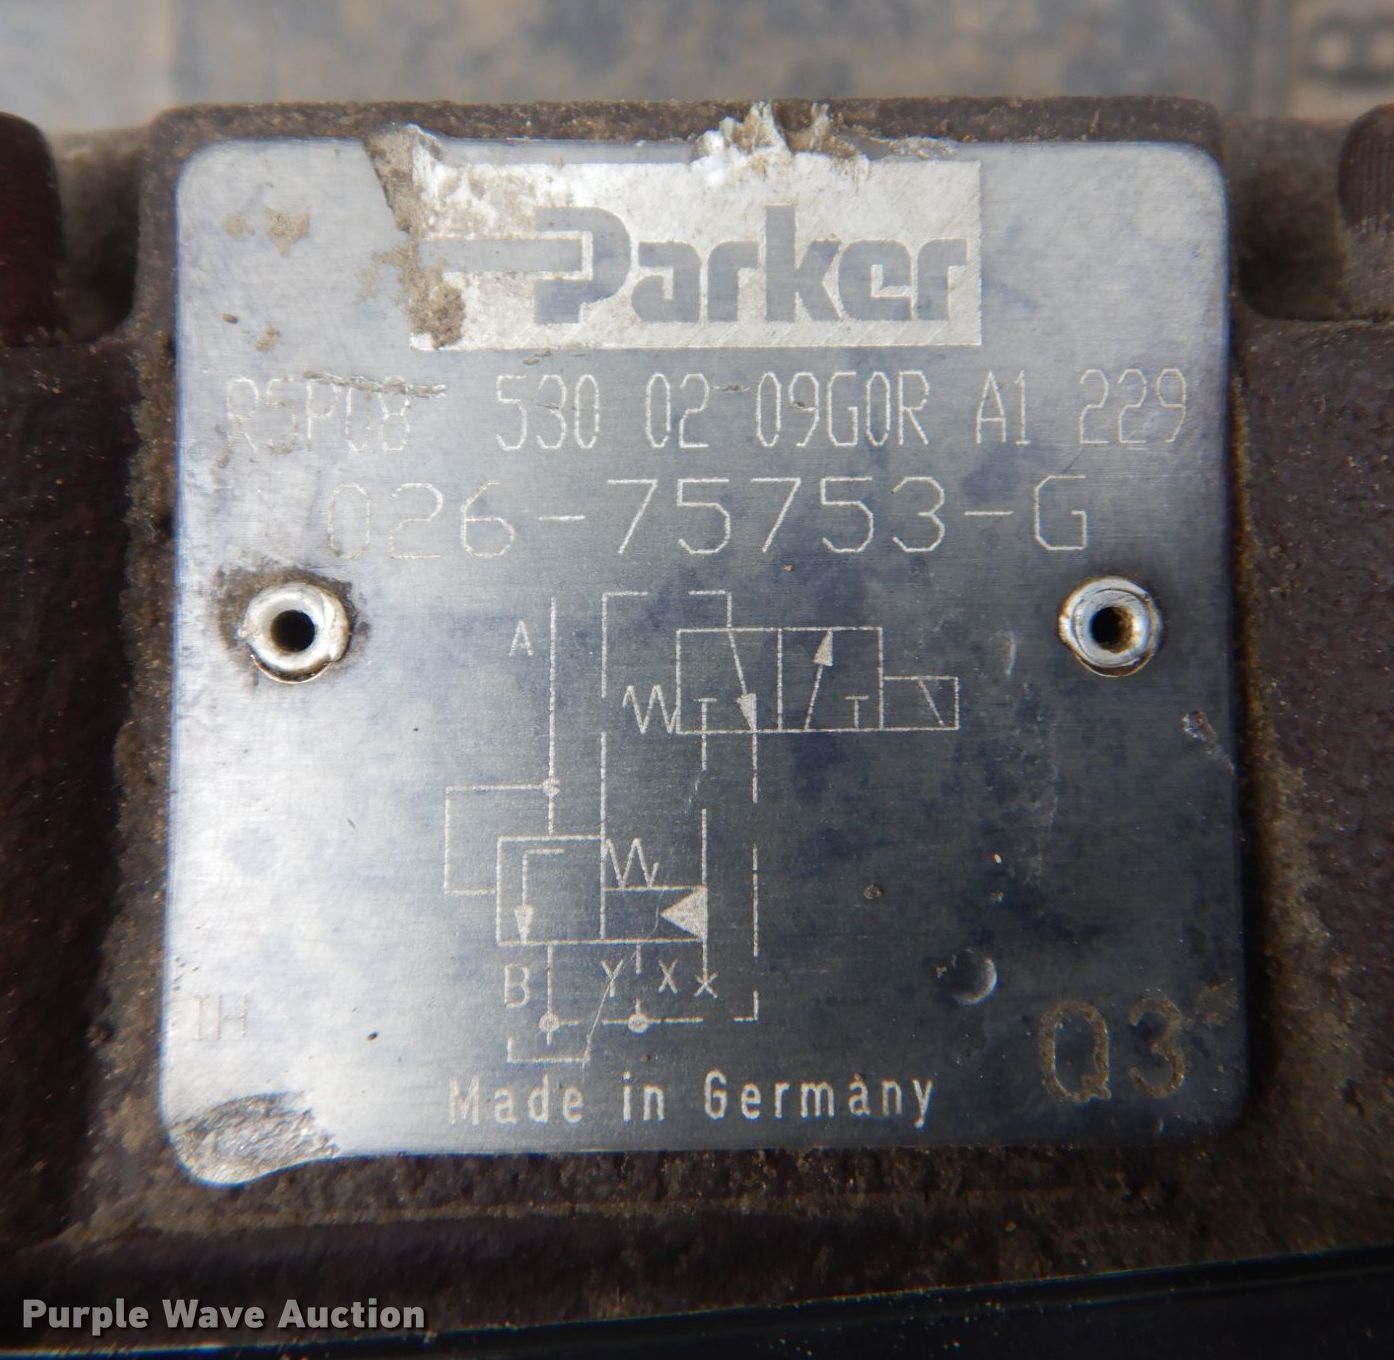 Parker
R5P08 530 02 09G0R A1 229
026-75753-G
A
B Y X X
IH
Q3
Made in Germany
Purple Wave Auction